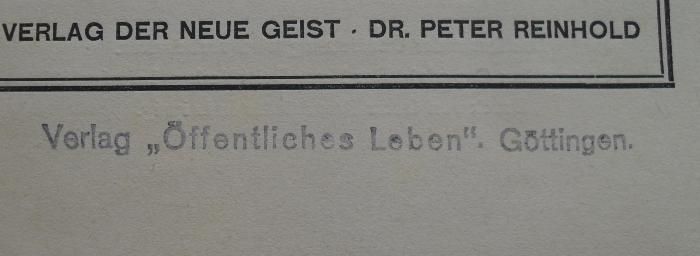 VERLAG DER NEUE GEIST · DR. PETER REINHOLD
Verlag „Öffentliches Leben“. Göttingen.